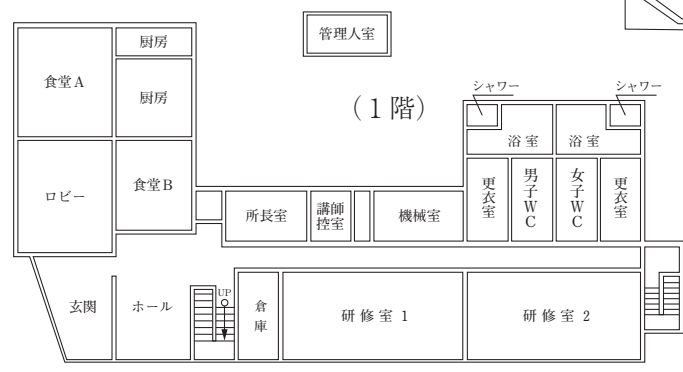 管理人室
厨房
食堂A
厨房
(1階)
シャワー
シャワー
浴室
浴室
ロビー
食堂B
更衣室
男子WC
女子WC
更衣室
所長室
講師
控室
機械室
玄関
ホール
UP
倉庫
研修室 1
研修室 2